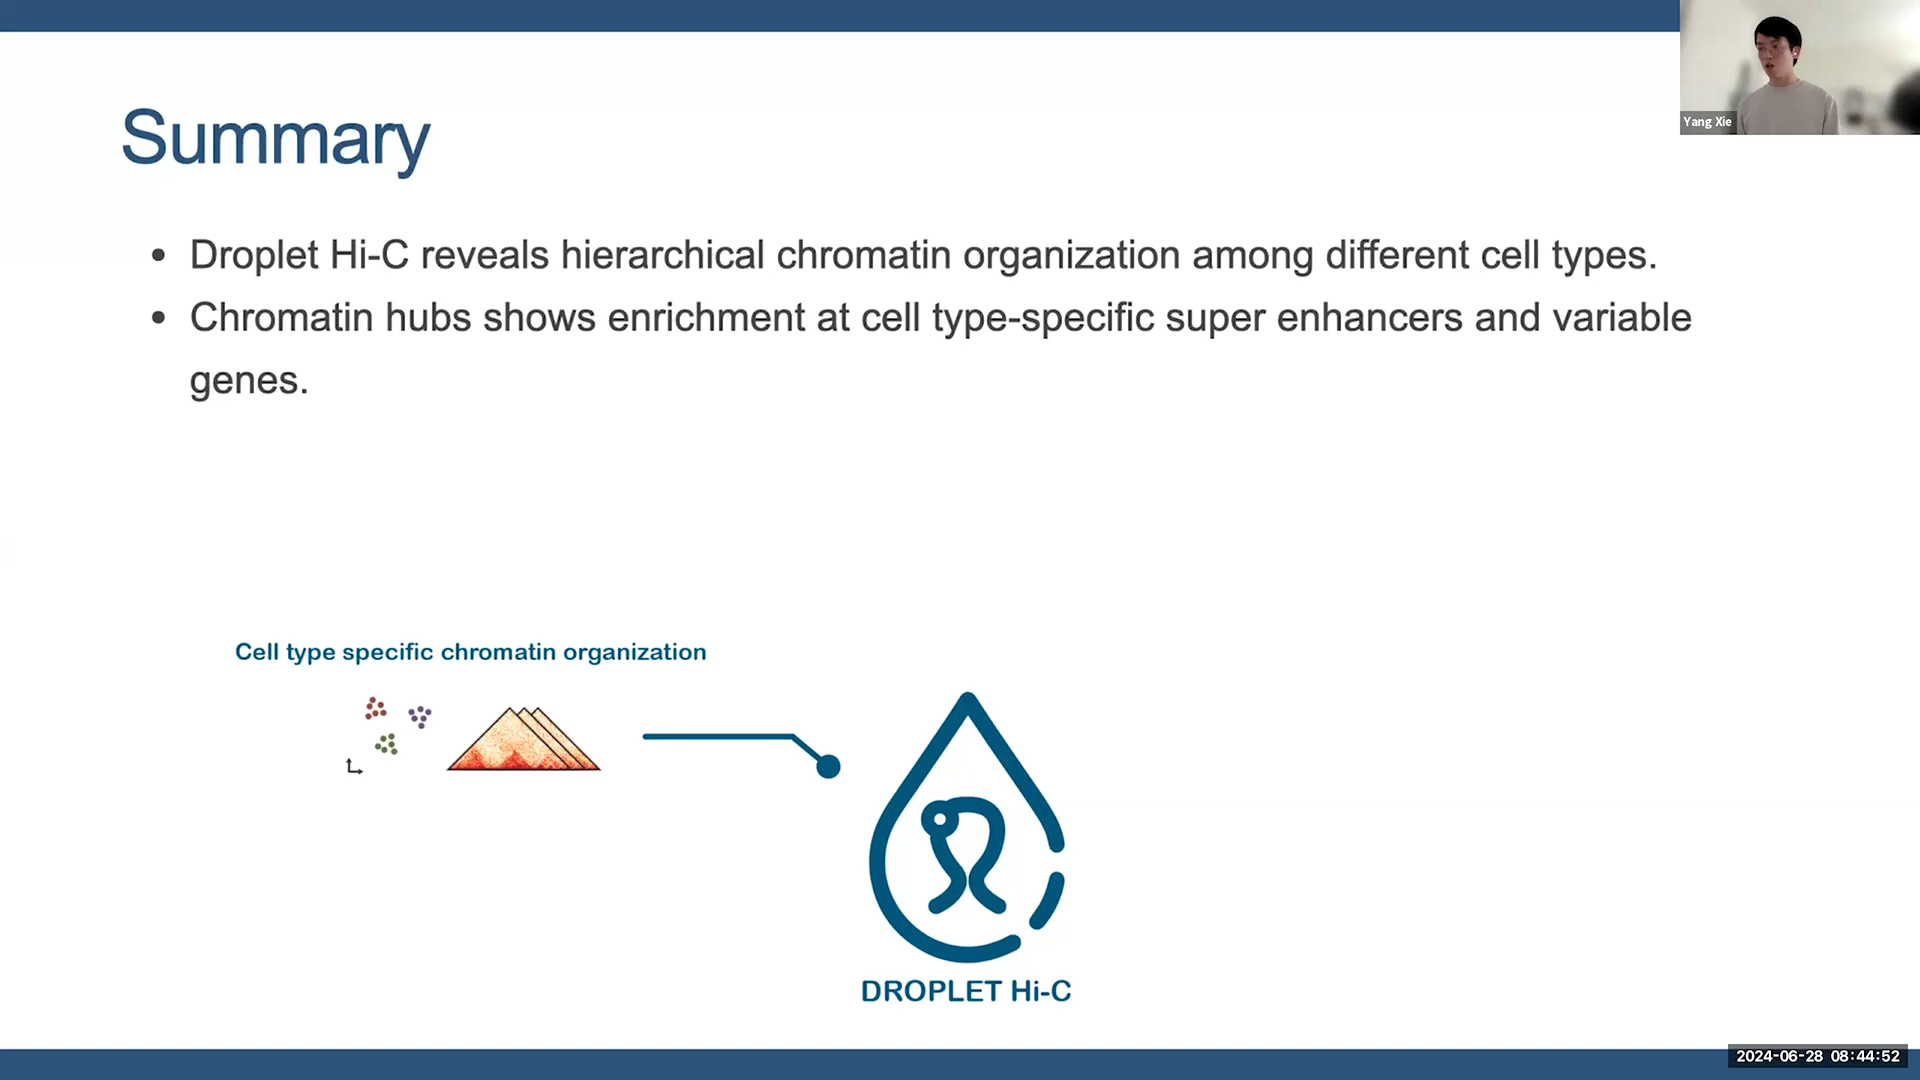 Yang Xie
Summary
• Droplet Hi-C reveals hierarchical chromatin organization among different cell types.
• Chromatin hubs shows enrichment at cell type-specific super enhancers and variable
genes.
Cell type specific chromatin organization
DROPLET Hi-C
2024-06-28 08:44:52